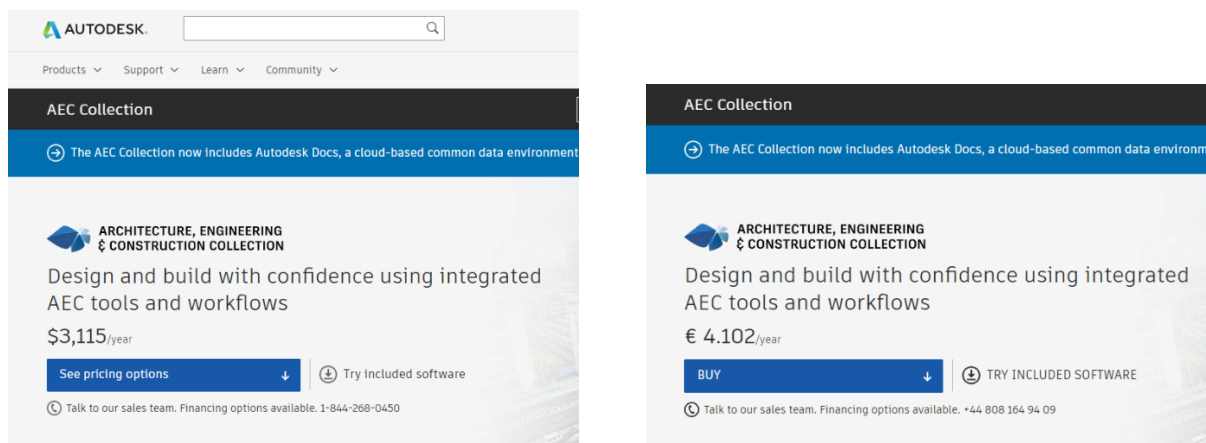 AUTODESK.
Products Support Learn Community
AEC Collection
The AEC Collection now includes Autodesk Docs, a cloud-based common data environment
ARCHITECTURE, ENGINEERING
& CONSTRUCTION COLLECTION
Design and build with confidence using integrated
AEC tools and workflows
$3,115/year
See pricing options
Try included software
Talk to our sales team. Financing options available. 1-844-268-0450
AEC Collection
The AEC Collection now includes Autodesk Docs, a cloud-based common data environm
ARCHITECTURE, ENGINEERING
& CONSTRUCTION COLLECTION
Design and build with confidence using integrated
AEC tools and workflows
€ 4.102/year
BUY
TRY INCLUDED SOFTWARE
Talk to our sales team. Financing options available. +44 808 164 94 09